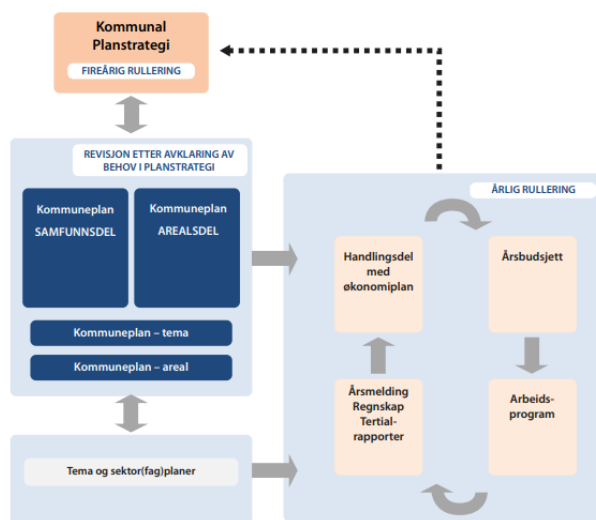 Kommunal
Planstrategi
FIREÅRIG RULLERING
REVISJON ETTER AVKLARING AV
BEHOV I PLANSTRATEGI
Kommuneplan
SAMFUNNSDEL
Kommuneplan
AREALSDEL
Kommuneplan – tema
Kommuneplan – areal
Tema og sektor(fag)planer
ÅRLIG RULLERING
Handlingsdel
med
økonomiplan
Årsbudsjett
Årsmelding
Regnskap
Tertial-
rapporter
Arbeids-
program